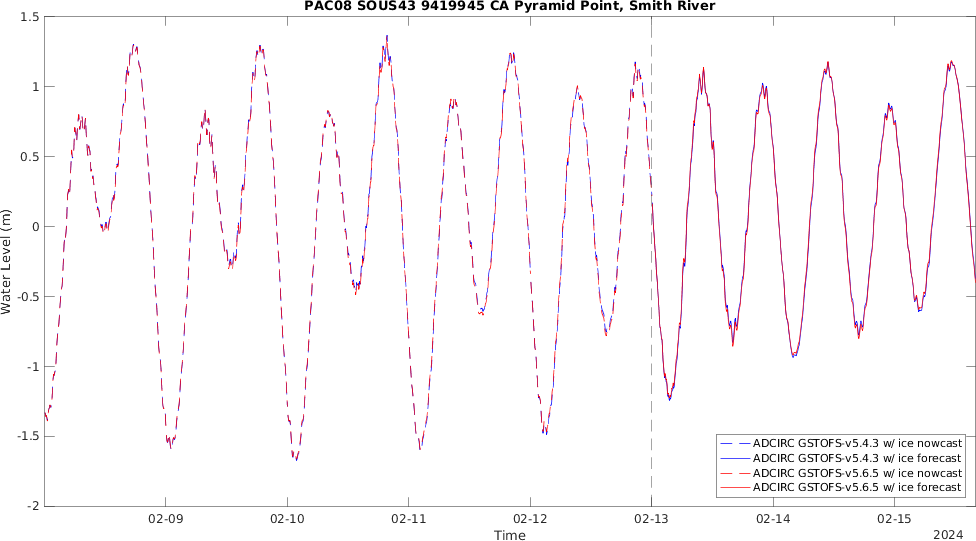 PAC08 SOUS43 9419945 CA Pyramid Point, Smith River
1.5
1
0.5
0
-0.5
-1
-1.5
-2
Water Level (m)
02-09 02-10 02-11 02-12 02-13 02-14 02-15
Time
2024
ADCIRC GSTOFS-v5.4.3 w/ ice nowcast
ADCIRC GSTOFS-v5.4.3 w/ ice forecast
ADCIRC GSTOFS-v5.6.5 w/ ice nowcast
ADCIRC GSTOFS-v5.6.5 w/ ice forecast